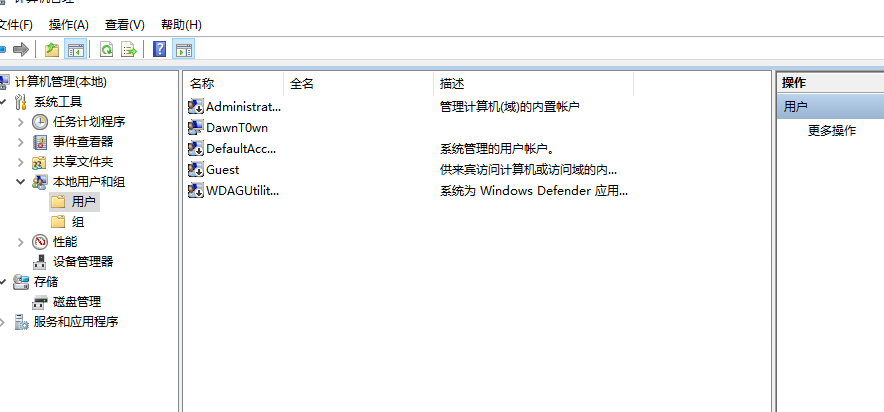 文件(F) 操作(A) 查看(V) 帮助(H)
计算机管理(本地)
系统工具
任务计划程序
事件查看器
共享文件夹
本地用户和组
用户
组
性能
设备管理器
存储
磁盘管理
服务和应用程序
名称 全名 描述
Administrat... 管理计算机(域)的内置帐户
DawnT0wn
DefaultAcc... 系统管理的用户帐户。
Guest 供来宾访问计算机或访问域的内...
WDAGUtilit... 系统为 Windows Defender 应用...
操作
用户
更多操作